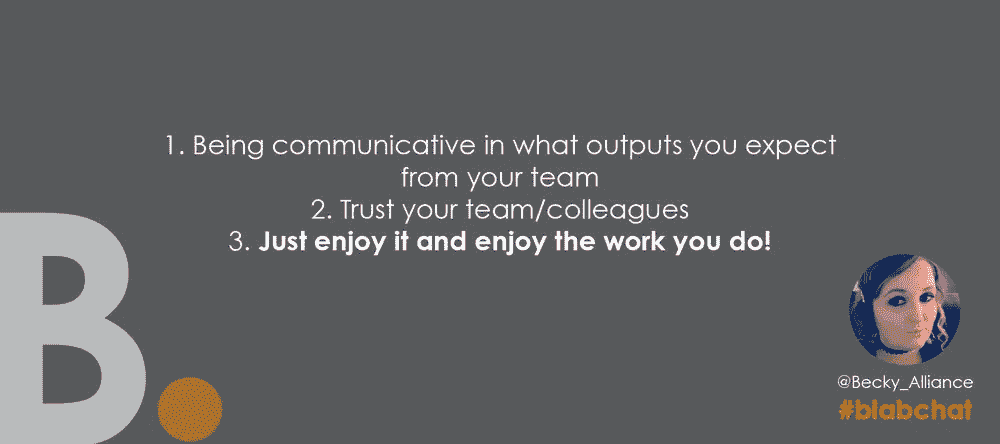 1. Being communicative in what outputs you expect
from your team
2. Trust your team/colleagues
3. Just enjoy it and enjoy the work you do!
B.
@Becky_Alliance
#blabchat